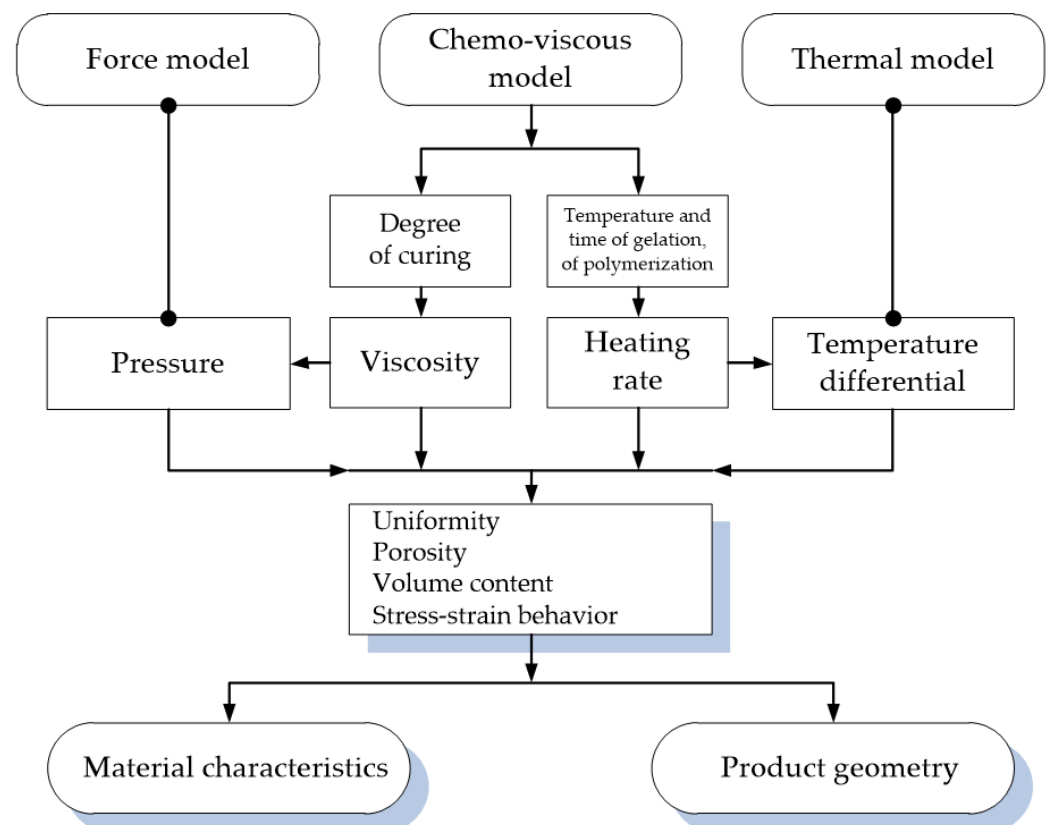 Force model
Chemo-viscous
model
Thermal model
Degree
of curing
Temperature and
time of gelation,
of polymerization
Pressure
Viscosity
Heating
rate
Temperature
differential
Uniformity
Porosity
Volume content
Stress-strain behavior
Material characteristics
Product geometry